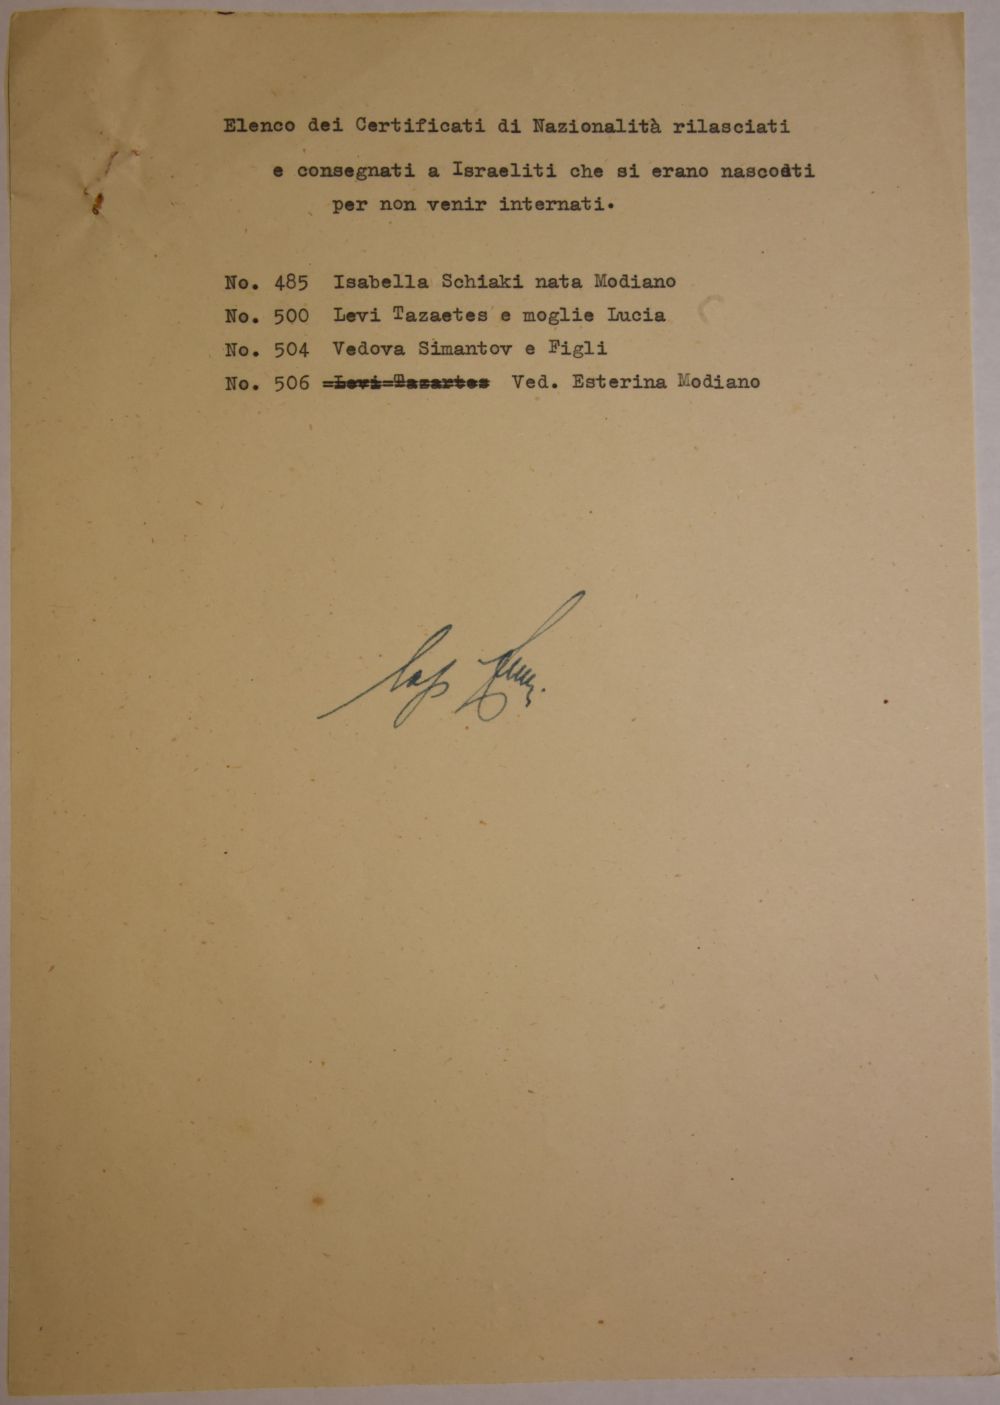 Elenco dei Certificati di Nazionalità rilasciati
e consegnati a Israeliti che si erano nascosti
per non venir internati.
No. 485 Isabella Schiaki nata Modiano
No. 500 Levi Tazaetes e moglie Lucia
No. 504 Vedova Simantov e Figli
No. 506 =Levi=Tazartes Ved. Esterina Modiano